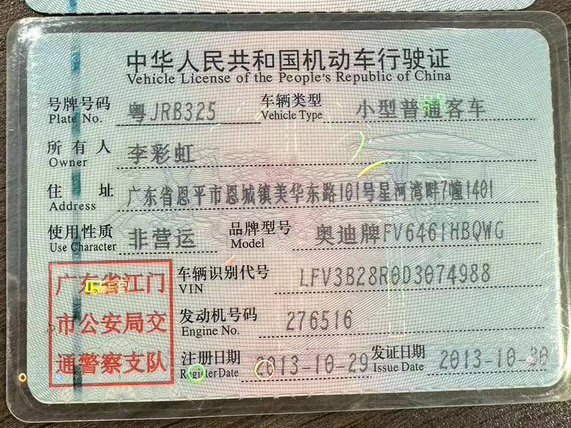 中华人民共和国机动车行驶证
Vehicle License of the People's Republic of China
号牌号码 粤JRB325 车辆类型 小型普通客车
Plate No. Vehicle Type
所有人 李彩虹
Owner
住址 广东省恩平市恩城镇美华东路101号星河湾畔7幢1401
Address
使用性质 非营运 品牌型号 奥迪牌FV6461HBQWG
Use Character Model
广东省江门
市公安局交
通警察支队
车辆识别代号 LFV3B28R0D3074988
VIN
发动机号码 276516
Engine No.
注册日期 2013-10-29 发证日期 2013-10-30
Register Date Issue Date